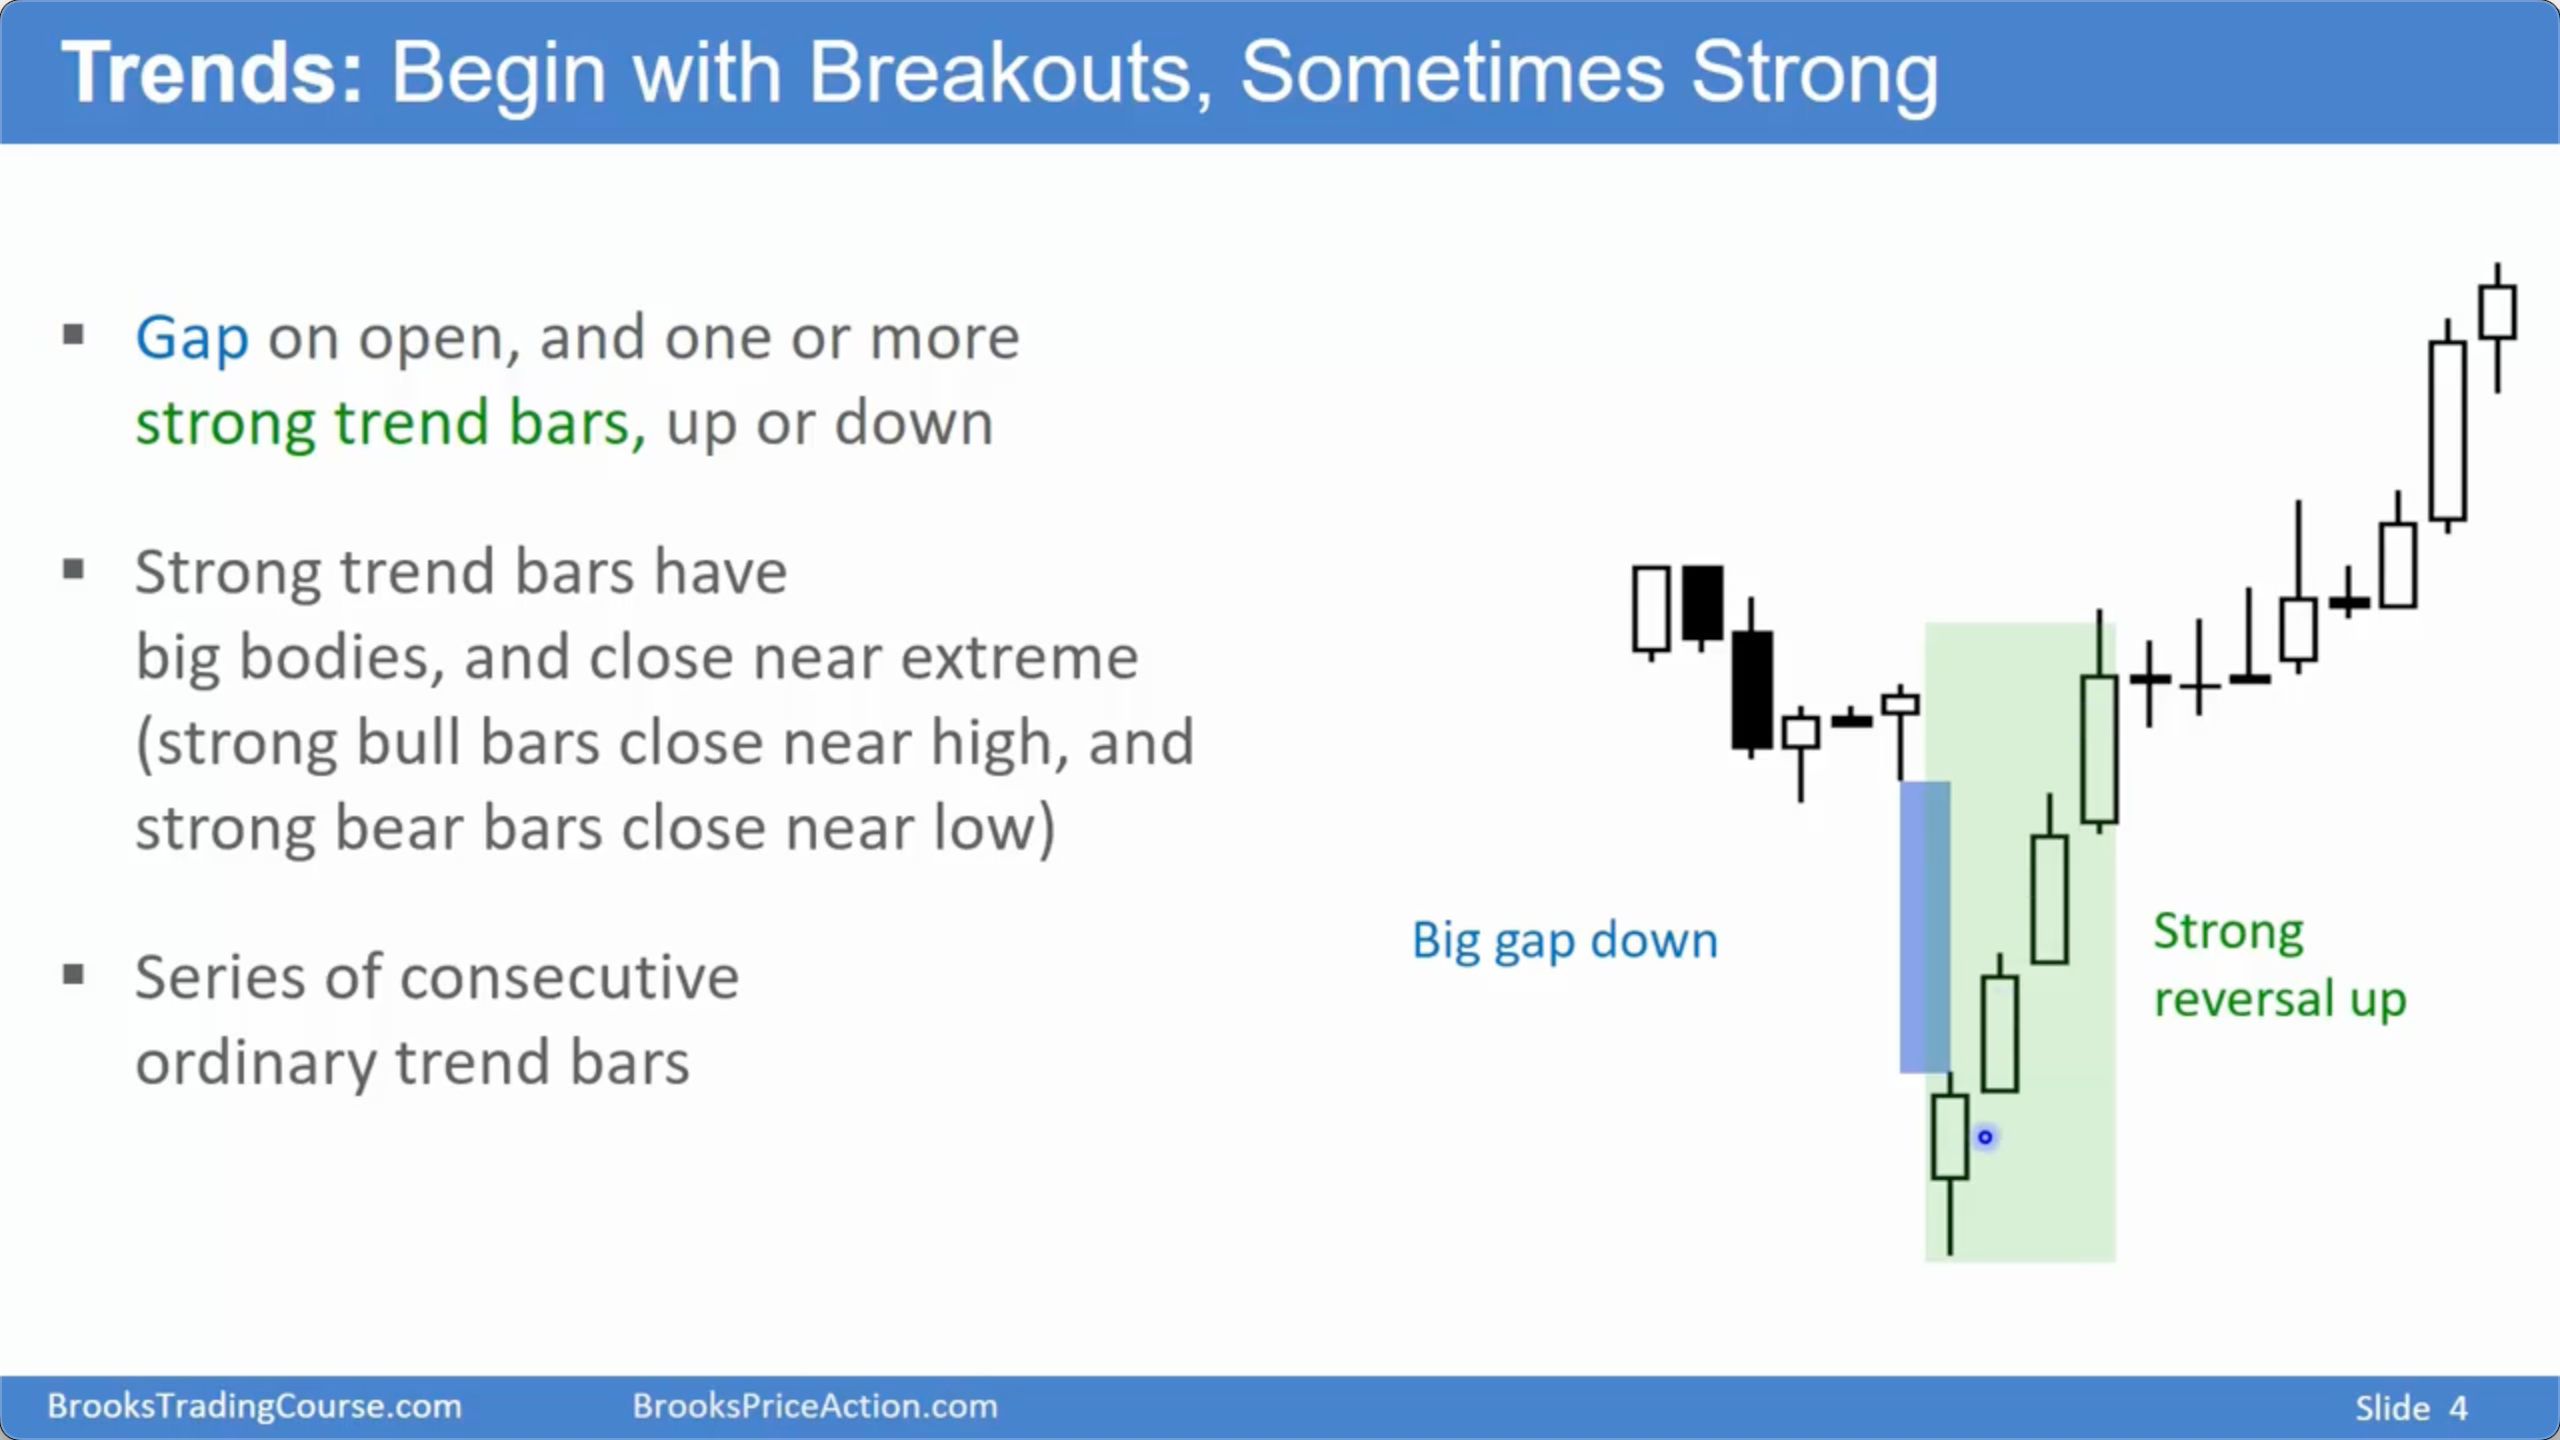 Trends: Begin with Breakouts, Sometimes Strong
▪ Gap on open, and one or more
strong trend bars, up or down
▪ Strong trend bars have
big bodies, and close near extreme
(strong bull bars close near high, and
strong bear bars close near low)
▪ Series of consecutive
ordinary trend bars
Big gap down
Strong
reversal up
BrooksTradingCourse.com
BrooksPriceAction.com
Slide 4